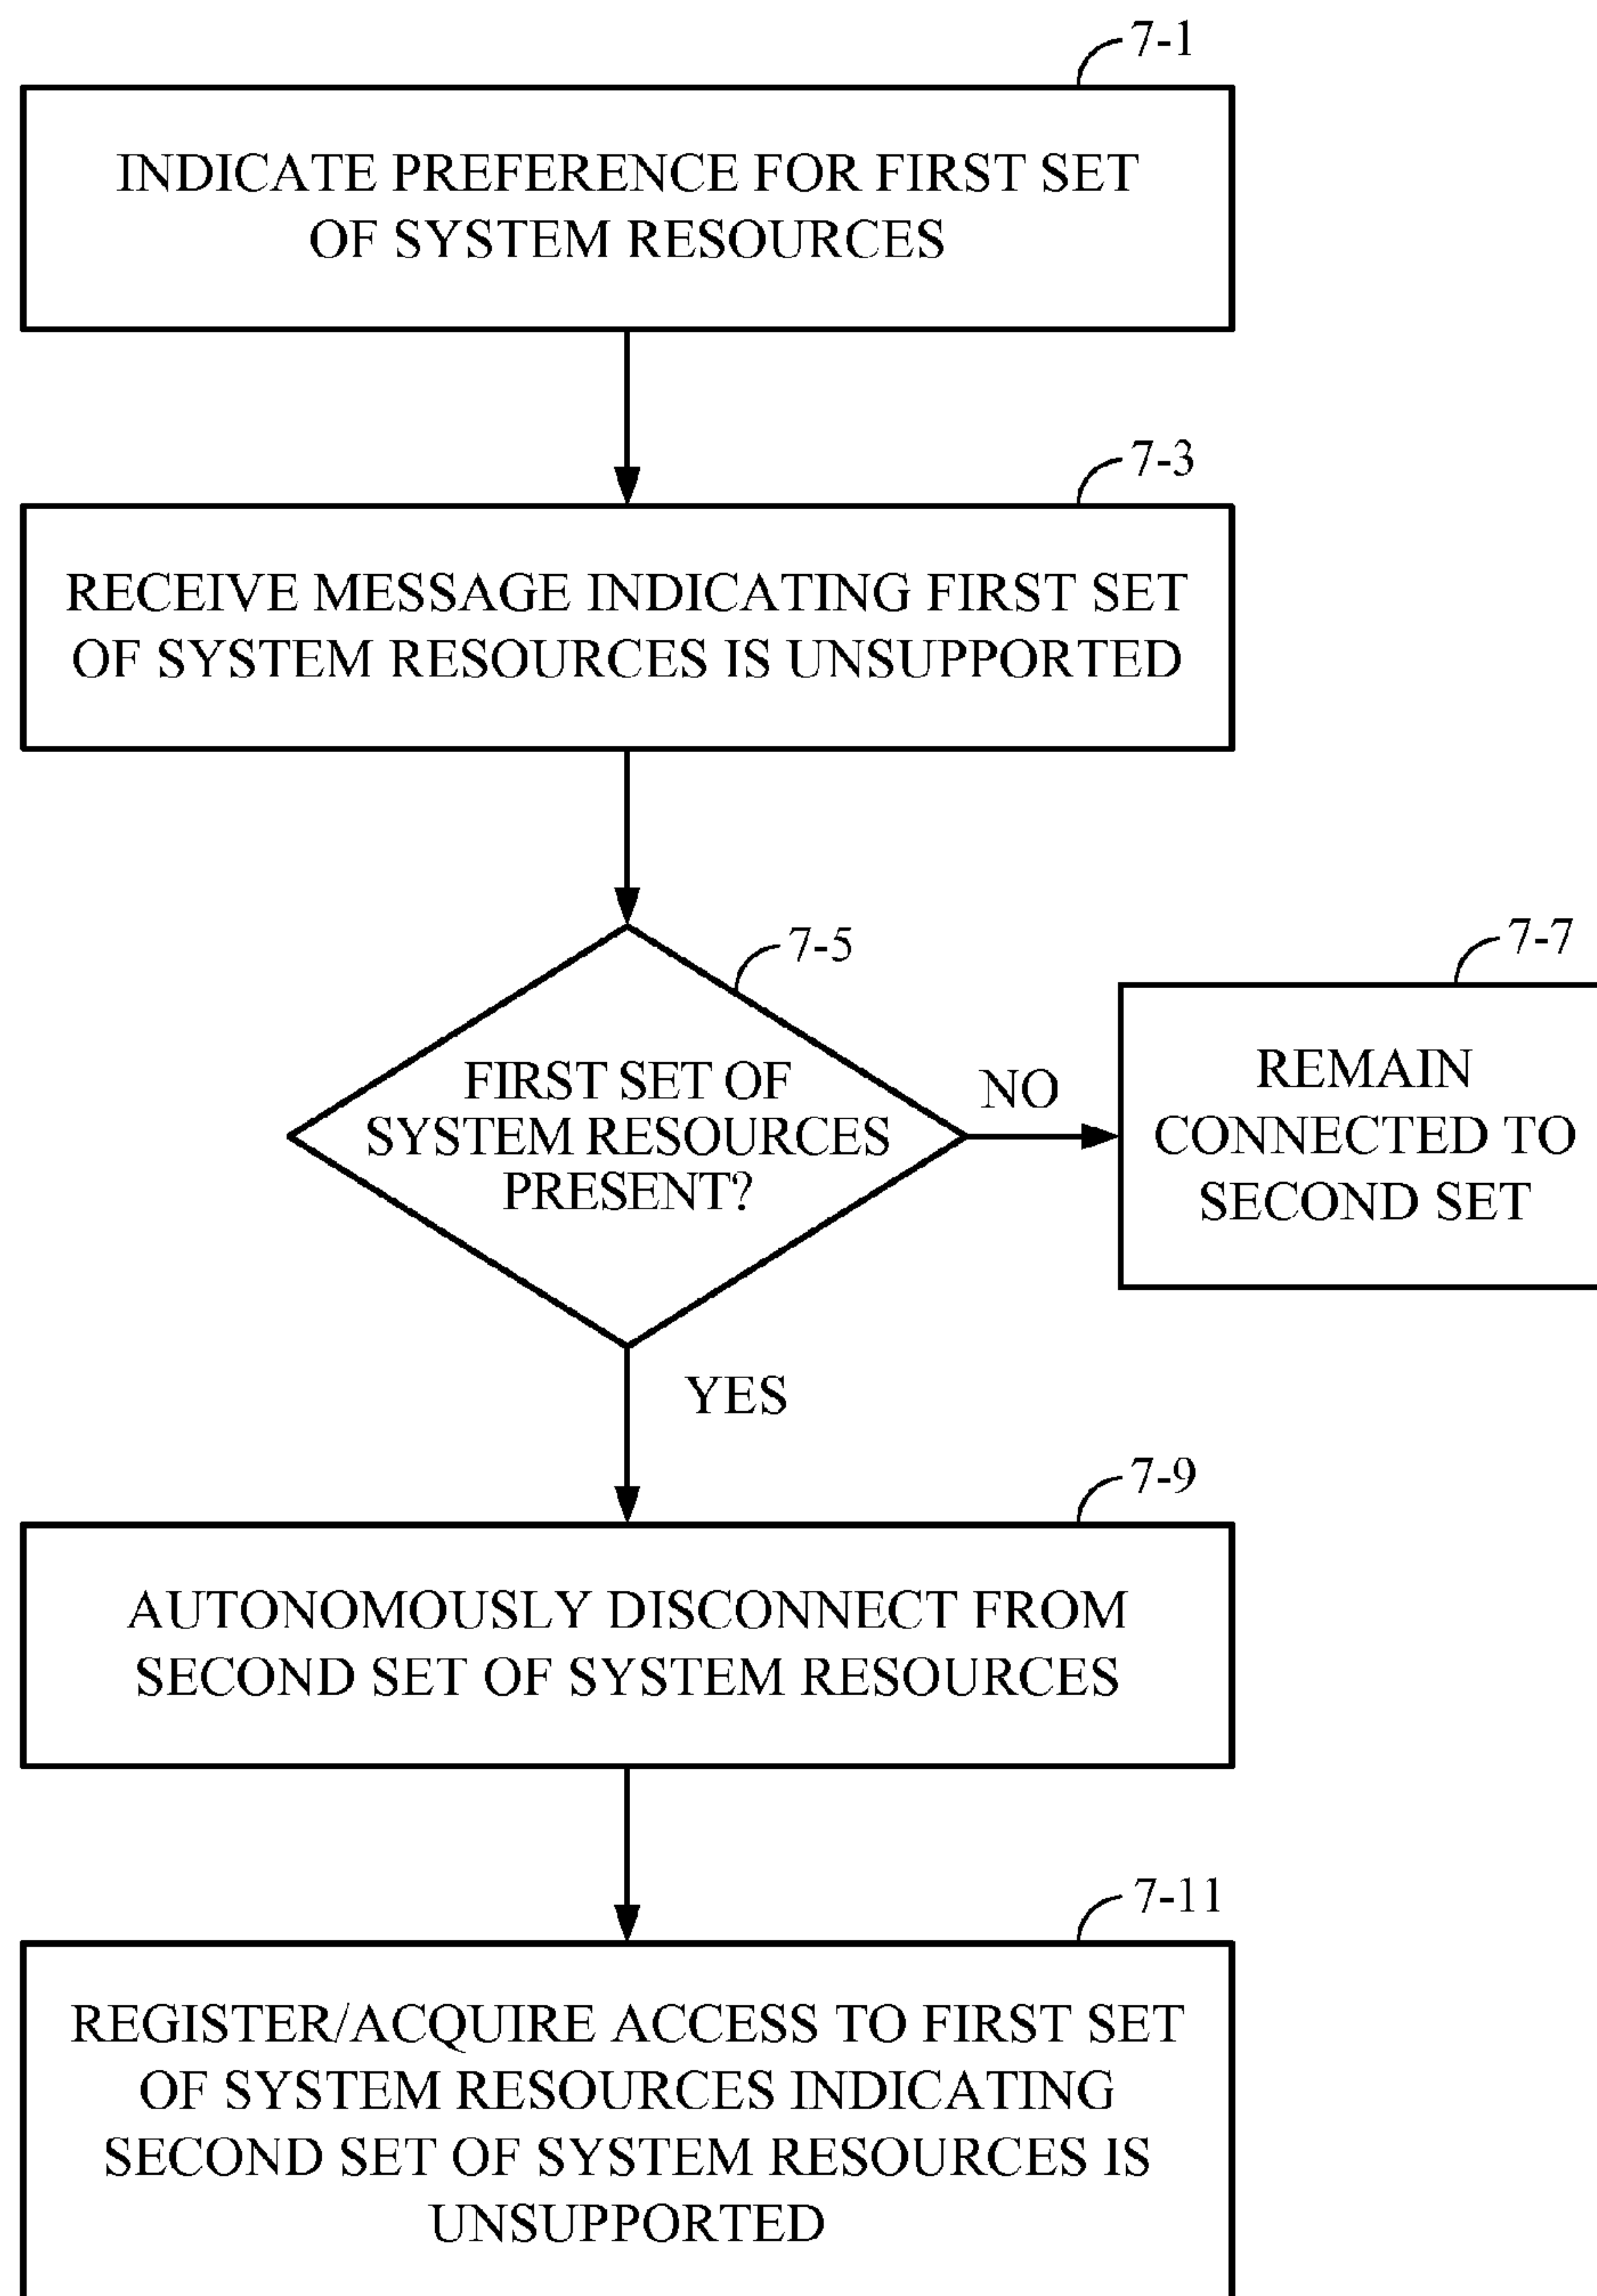 7-1
INDICATE PREFERENCE FOR FIRST SET
OF SYSTEM RESOURCES
7-3
RECEIVE MESSAGE INDICATING FIRST SET
OF SYSTEM RESOURCES IS UNSUPPORTED
7-5
FIRST SET OF
SYSTEM RESOURCES
PRESENT?
NO
7-7
REMAIN
CONNECTED TO
SECOND SET
YES
7-9
AUTONOMOUSLY DISCONNECT FROM
SECOND SET OF SYSTEM RESOURCES
7-11
REGISTER/ACQUIRE ACCESS TO FIRST SET
OF SYSTEM RESOURCES INDICATING
SECOND SET OF SYSTEM RESOURCES IS
UNSUPPORTED